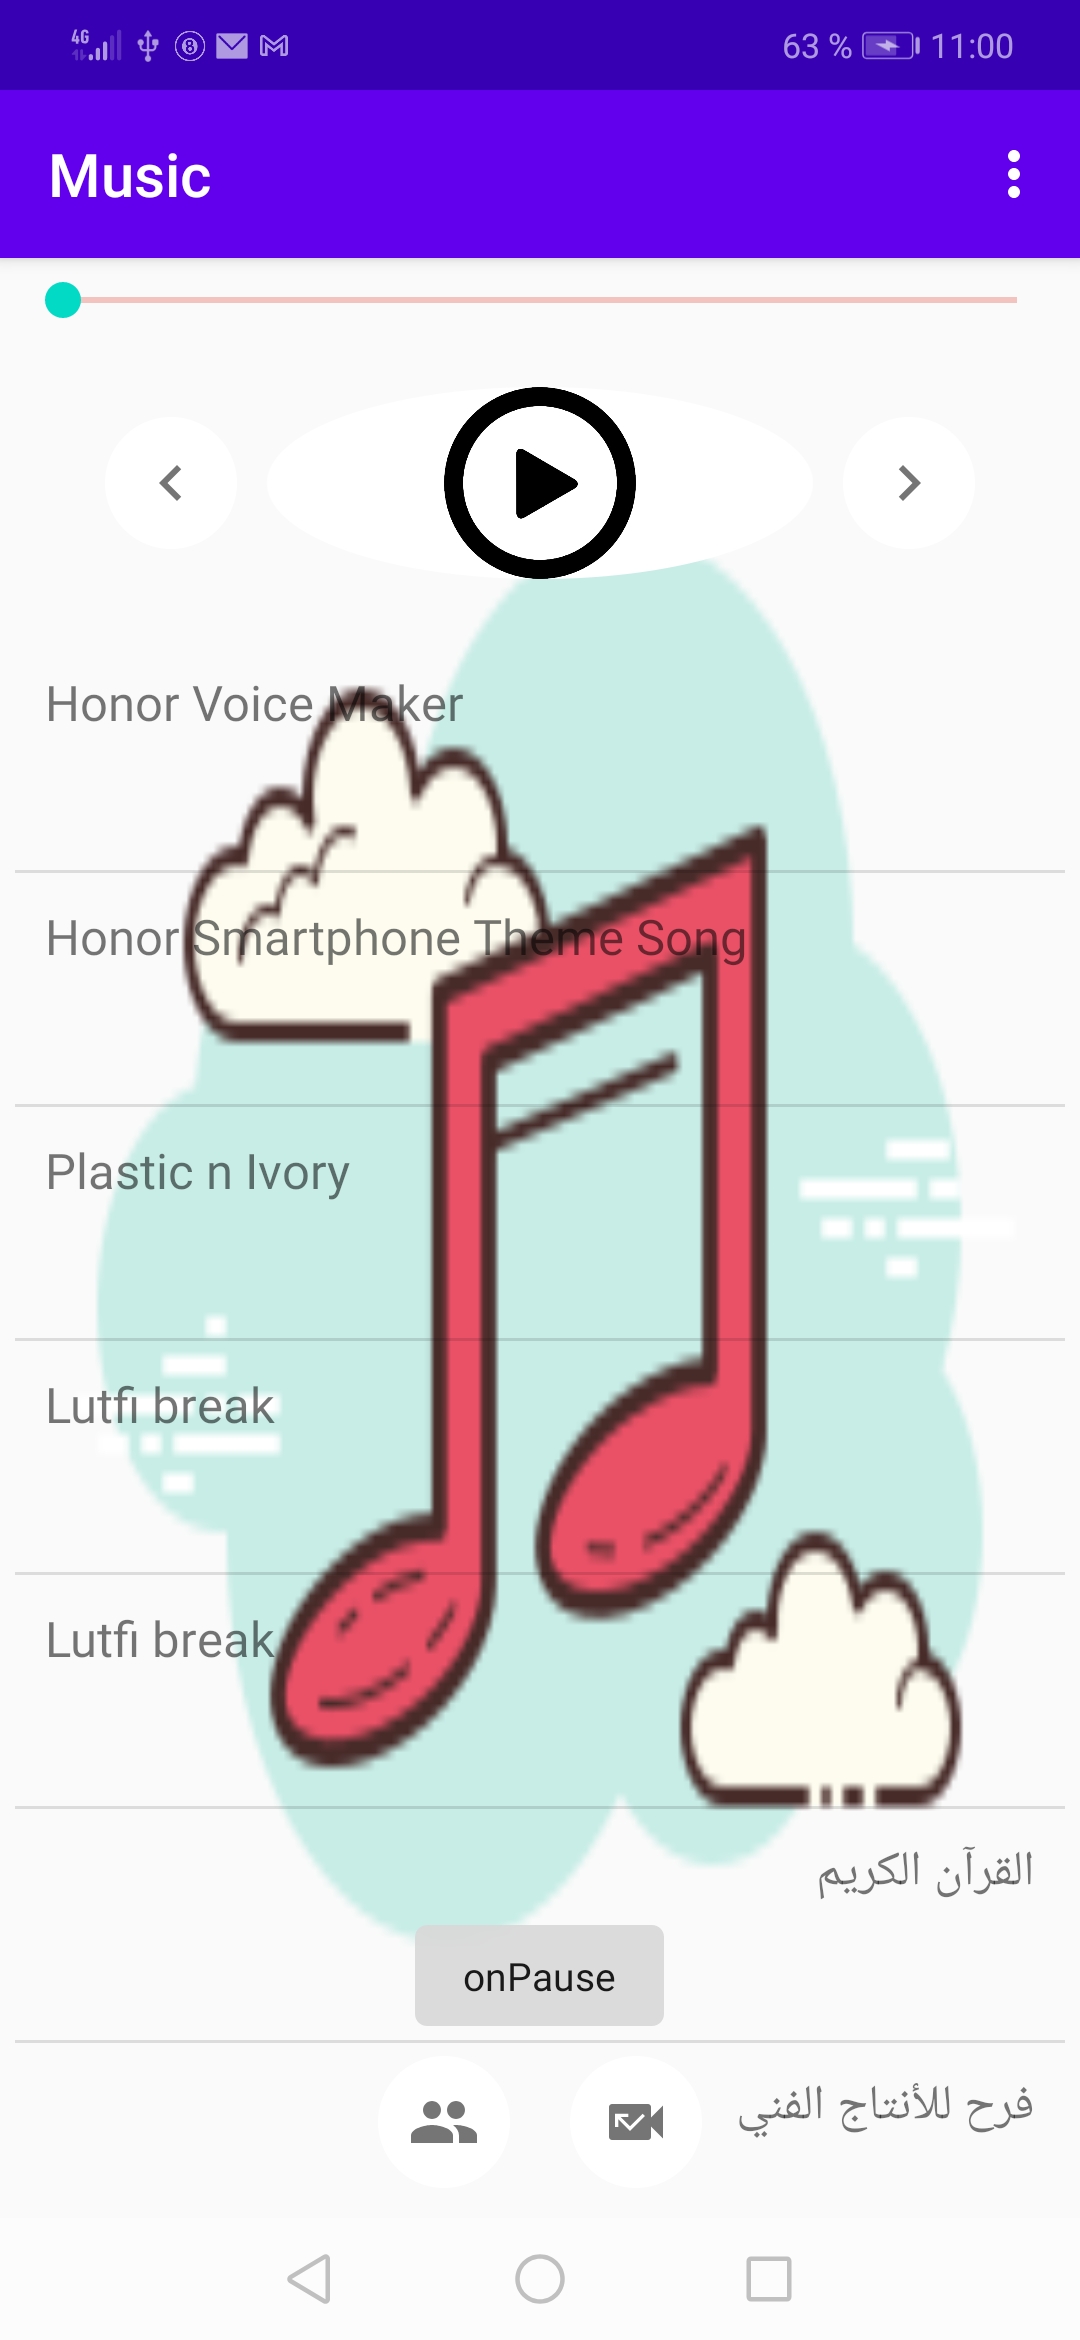 4G
63 %
11:00
Music
Honor Voice Maker
Honor Smartphone Theme Song
Plastic n Ivory
Lutfi break
Lutfi break
القرآن الكريم
onPause
فرح للأنتاج الفني